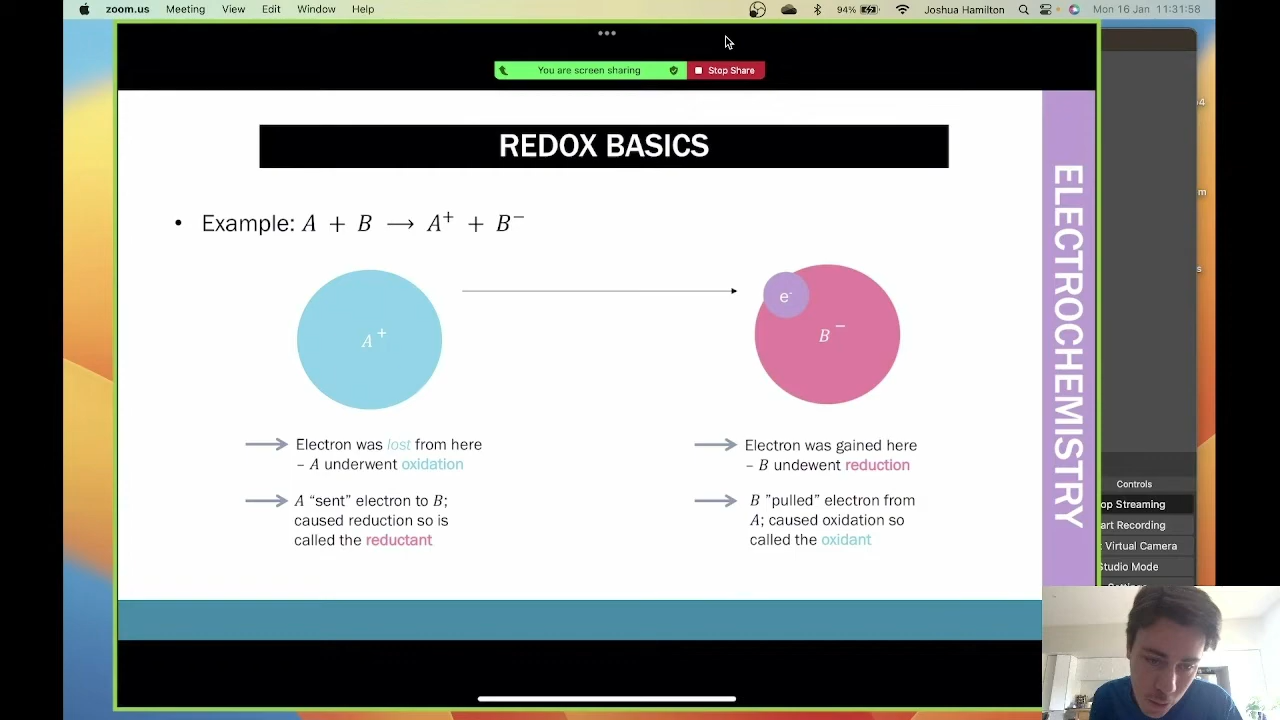 zoom.us Meeting View Edit Window Help 94% Joshua Hamilton Mon 16 Jan 11:31:58
You are screen sharing Stop Share
REDOX BASICS
ELECTROCHEMISTRY
• Example: A + B ⟶ A⁺ + B⁻
e⁻
A⁺
B⁻
Electron was lost from here
– A underwent oxidation
A “sent” electron to B;
caused reduction so is
called the reductant
Electron was gained here
– B undewent reduction
B ”pulled” electron from
A; caused oxidation so
called the oxidant
Controls
op Streaming
art Recording
Virtual Camera
Studio Mode